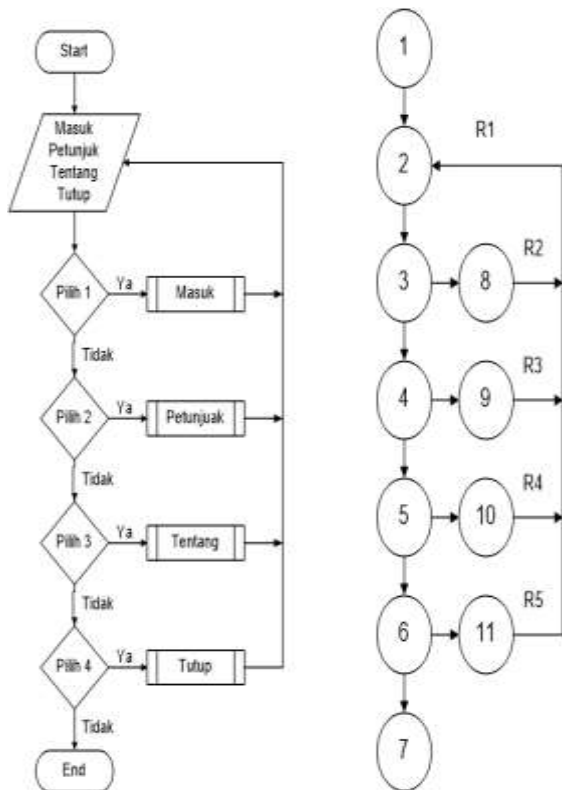 Start
Masuk
Petunjuk
Tentang
Tutup
Pilih 1
Ya
Masuk
Tidak
Pilih 2
Ya
Petunjuak
Tidak
Pilih 3
Ya
Tentang
Tidak
Pilih 4
Ya
Tutup
Tidak
End
1
R1
2
R2
3
8
R3
4
9
R4
5
10
R5
6
11
7